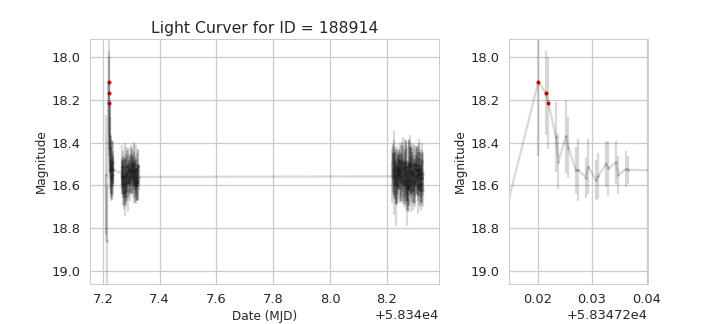 Light Curver for ID = 188914
18.0
18.2
18.4
18.6
18.8
19.0
Magnitude
7.2 7.4 7.6 7.8 8.0 8.2
Date (MJD)
+5.834e4
18.0
18.2
18.4
18.6
18.8
19.0
Magnitude
0.02 0.03 0.04
+5.83472e4